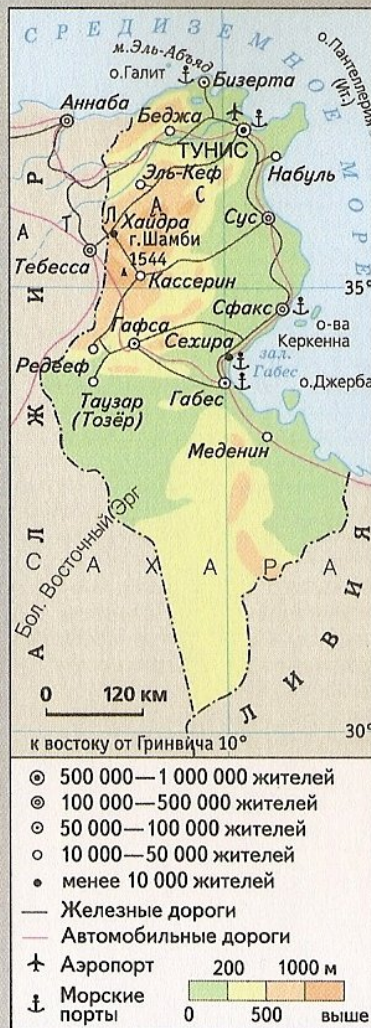 СРЕДИЗЕМНОЕ МОРЕ
м. Эль-Абъяд
о. Пантеллерия
(Ит.)
о.Галит
Бизерта
Аннаба
Беджа
ТУНИС
Эль-Кеф
Набуль
АТЛАС
Хайдра
г.Шамби
1544
Сус
Тебесса
Кассерин
35°
Сфакс
о-ва
Керкенна
Гафса
Сехира
зал.
Габес
Редееф
о.Джерба
Таузар
(Тозёр)
Габес
Меденин
АЛЖИР
САХАРА
Бол. Восточный Эрг
ЛИВИЯ
0 120 км
30°
к востоку от Гринвича 10°
500 000—1 000 000 жителей
100 000—500 000 жителей
50 000—100 000 жителей
10 000—50 000 жителей
менее 10 000 жителей
Железные дороги
Автомобильные дороги
Аэропорт
200 1000 м
Морские
порты
0 500 выше